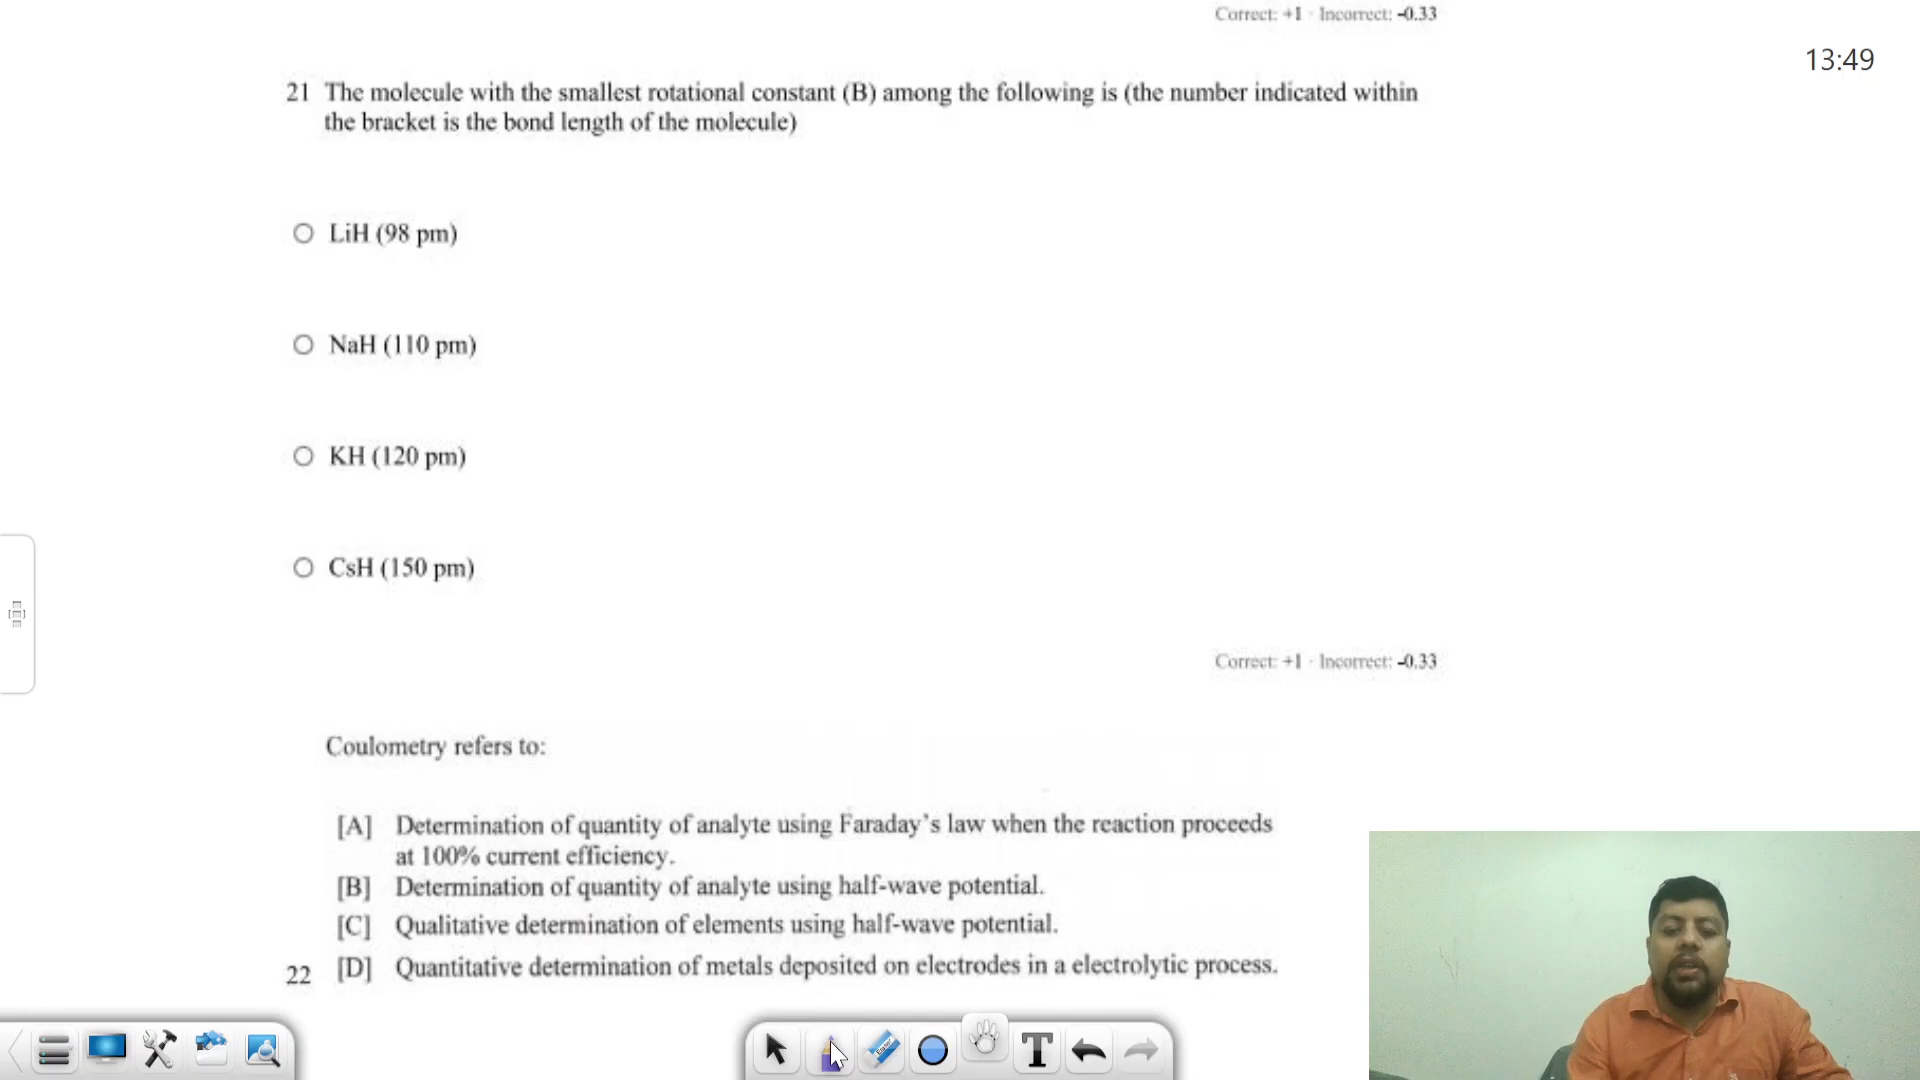 Correct: +1 · Incorrect: -0.33
13:49
21 The molecule with the smallest rotational constant (B) among the following is (the number indicated within
the bracket is the bond length of the molecule)
LiH (98 pm)
NaH (110 pm)
KH (120 pm)
CsH (150 pm)
Correct: +1 · Incorrect: -0.33
Coulometry refers to:
[A] Determination of quantity of analyte using Faraday's law when the reaction proceeds
at 100% current efficiency.
[B] Determination of quantity of analyte using half-wave potential.
[C] Qualitative determination of elements using half-wave potential.
22 [D] Quantitative determination of metals deposited on electrodes in a electrolytic process.
T